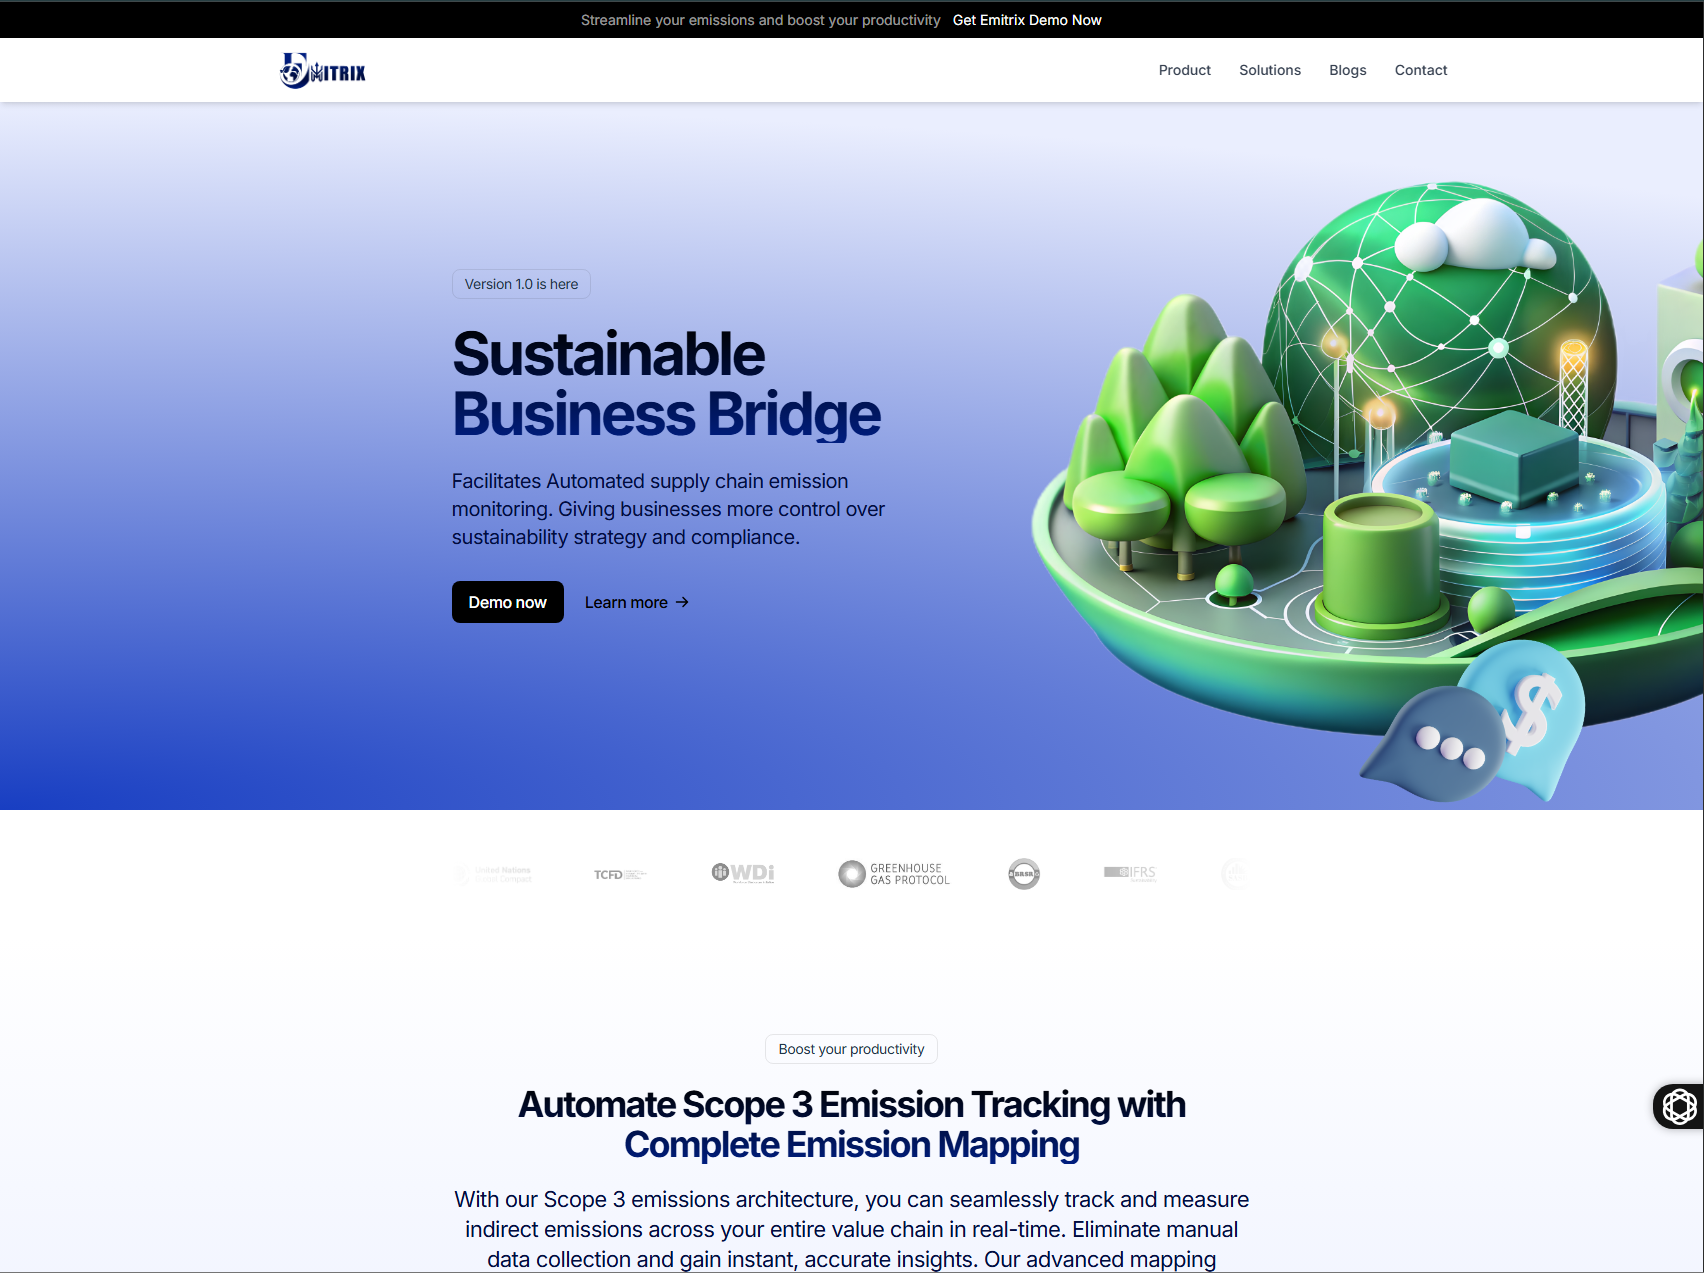 Streamline your emissions and boost your productivity Get Emitrix Demo Now
EMITRIX
Product Solutions Blogs Contact
Version 1.0 is here
Sustainable
Business Bridge
Facilitates Automated supply chain emission
monitoring. Giving businesses more control over
sustainability strategy and compliance.
Demo now Learn more →
$
United Nations
TCFD
WDi
GREENHOUSE
GAS PROTOCOL
IFRS
Boost your productivity
Automate Scope 3 Emission Tracking with
Complete Emission Mapping
With our Scope 3 emissions architecture, you can seamlessly track and measure
indirect emissions across your entire value chain in real-time. Eliminate manual
data collection and gain instant, accurate insights. Our advanced mapping